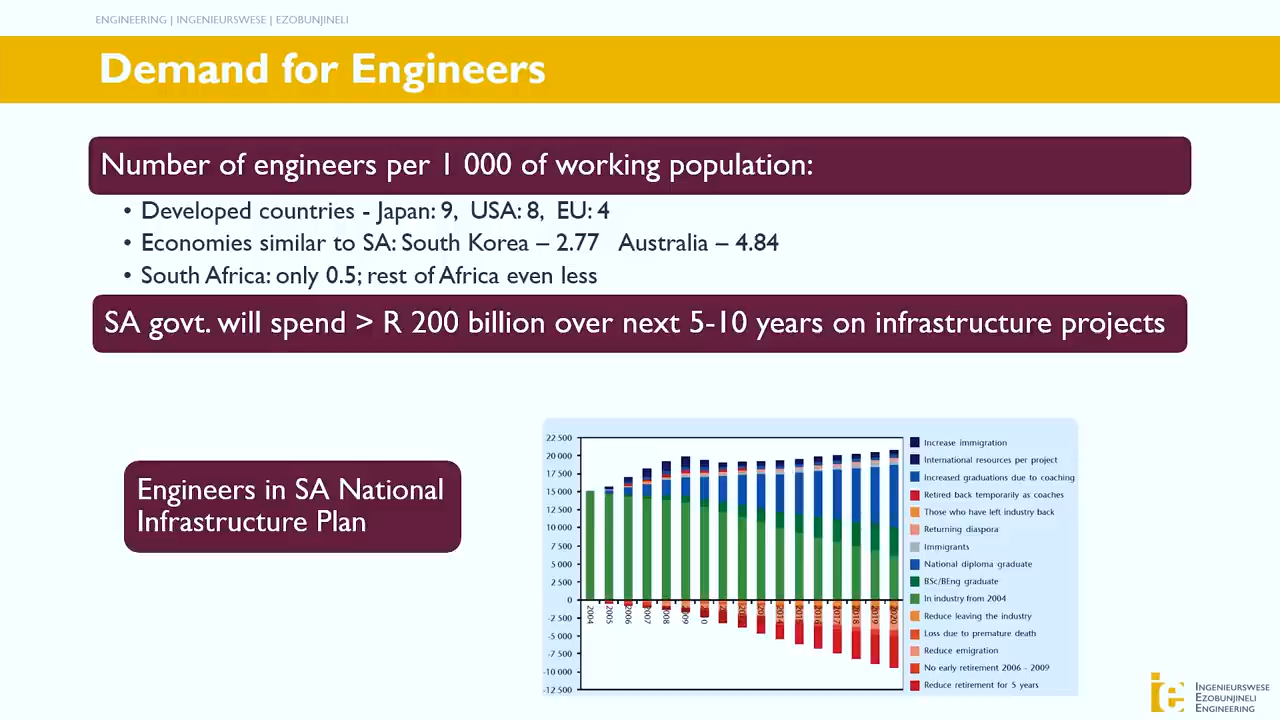 ENGINEERING | INGENIEURSWESE | EZOBUNJINELI
Demand for Engineers
Number of engineers per 1 000 of working population:
• Developed countries - Japan: 9, USA: 8, EU: 4
• Economies similar to SA: South Korea – 2.77 Australia – 4.84
• South Africa: only 0.5; rest of Africa even less
SA govt. will spend > R 200 billion over next 5-10 years on infrastructure projects
Engineers in SA National
Infrastructure Plan
22 500
20 000
17 500
15 000
12 500
10 000
7 500
5 000
2 500
0
-2 500
-5 000
-7 500
-10 000
-12 500
2004
2005
2006
2007
2008
2014
2016
2017
2018
2019
2020
Increase immigration
International resources per project
Increased graduations due to coaching
Retired back temporarily as coaches
Those who have left industry back
Returning diaspora
Immigrants
National diploma graduate
BSc/BEng graduate
In industry from 2004
Reduce leaving the industry
Loss due to premature death
Reduce emigration
No early retirement 2006 - 2009
Reduce retirement for 5 years
ie
INGENIEURSWESE
EZOBUNJINELI
ENGINEERING